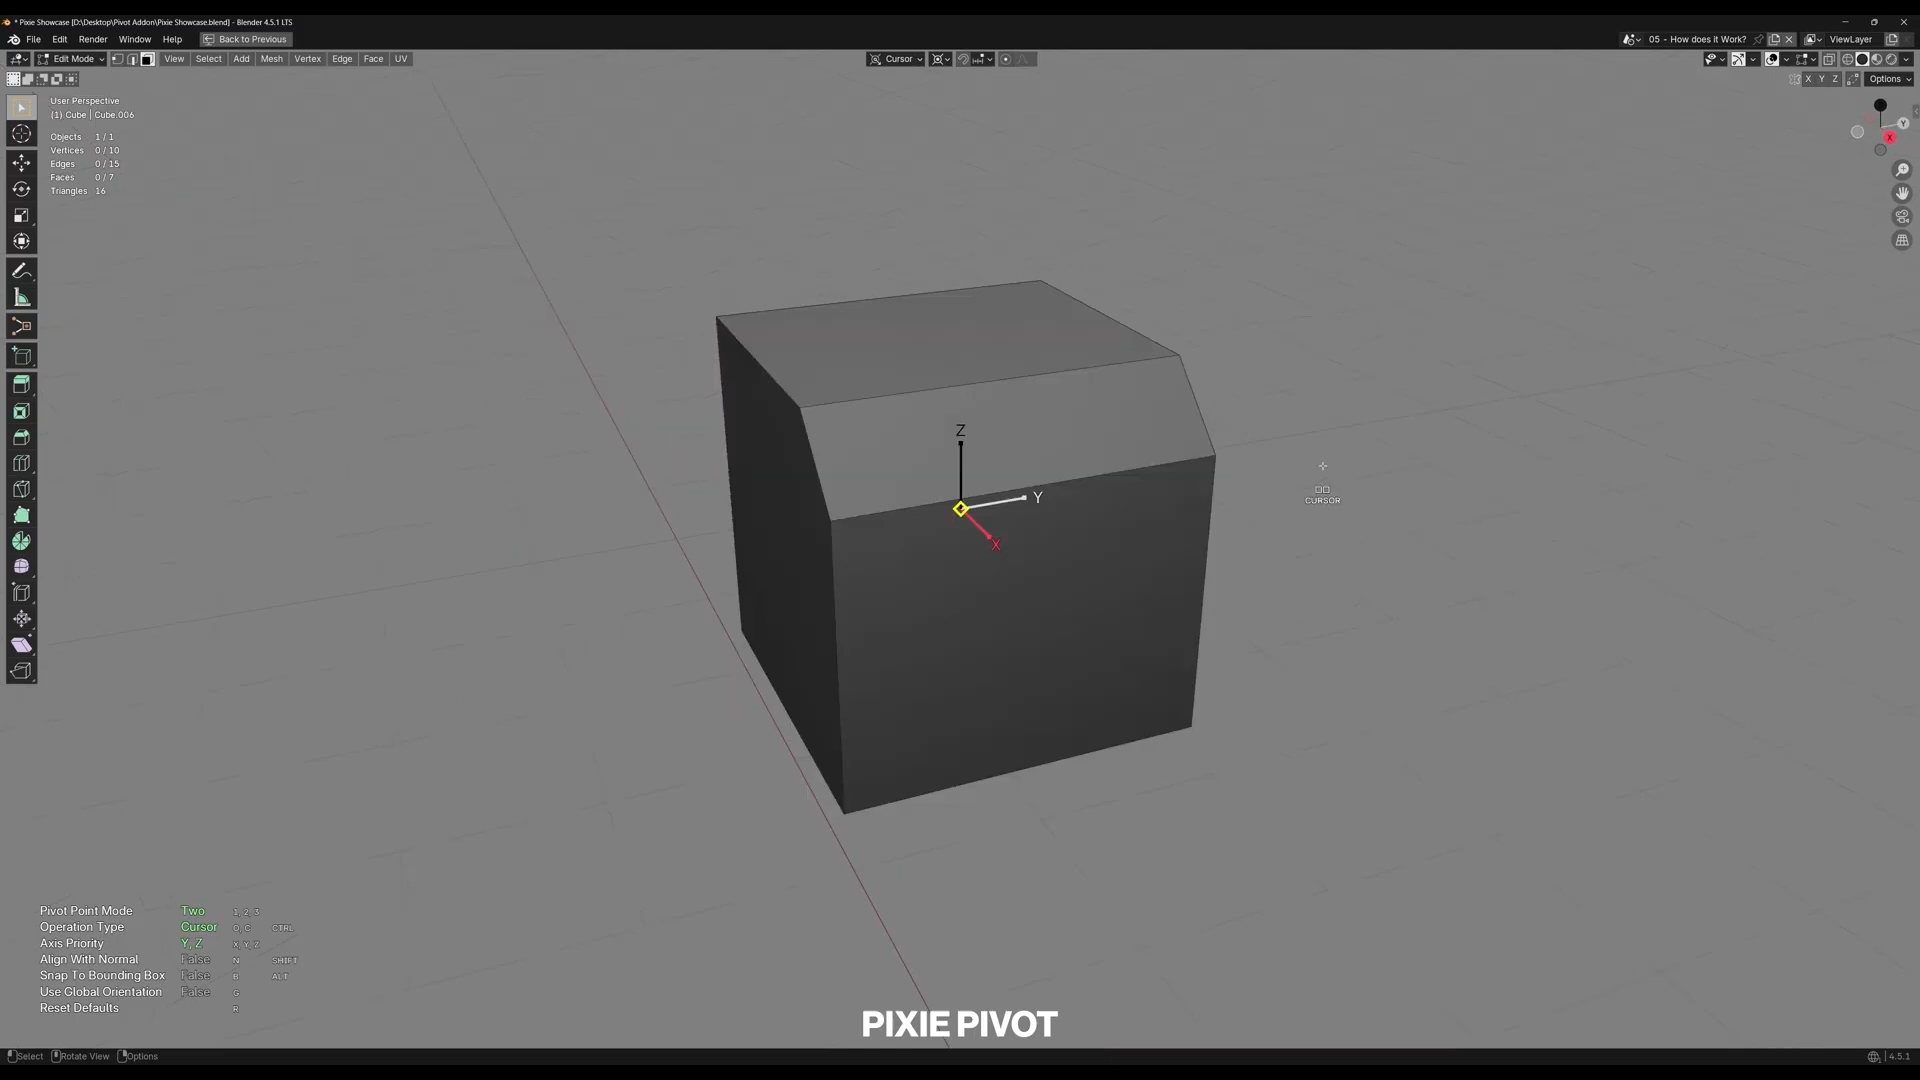 * Pixie Showcase [D:\Desktop\Pivot Addon\Pixie Showcase.blend] - Blender 4.5.1 LTS
File Edit Render Window Help Back to Previous
05 - How does it Work? ViewLayer
Edit Mode View Select Add Mesh Vertex Edge Face UV
Cursor
X Y Z Options
User Perspective
(1) Cube | Cube.006
Objects 1 / 1
Vertices 0 / 10
Edges 0 / 15
Faces 0 / 7
Triangles 16
Y
X
Z
Y
X
CURSOR
Pivot Point Mode Two 1, 2, 3
Operation Type Cursor O, C CTRL
Axis Priority Y, Z X, Y, Z
Align With Normal False N SHIFT
Snap To Bounding Box False B ALT
Use Global Orientation False G
Reset Defaults R
PIXIE PIVOT
Select Rotate View Options
4.5.1